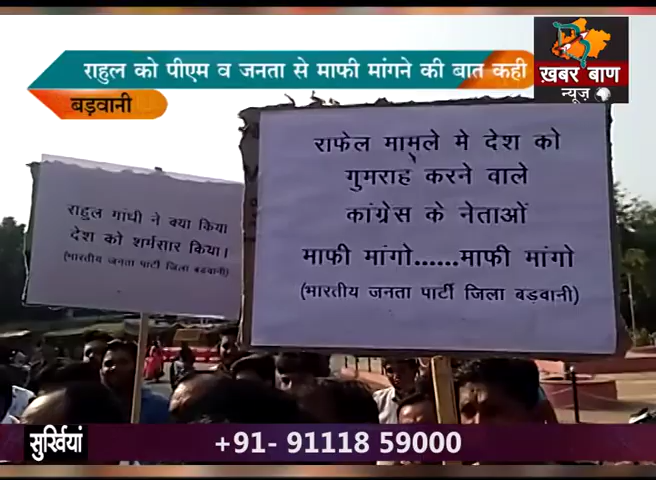 राहुल को पीएम व जनता से माफी मांगने की बात कही
बड़वानी
ख़बर बाण
न्यूज़
राहुल गांधी ने क्या किया
देश को शर्मसार किया।
(भारतीय जनता पार्टी जिला बड़वानी)
राफेल मामले मे देश को
गुमराह करने वाले
कांग्रेस के नेताओं
माफी मांगो......माफी मांगो
(भारतीय जनता पार्टी जिला बड़वानी)
सुर्खियां
+91- 91118 59000